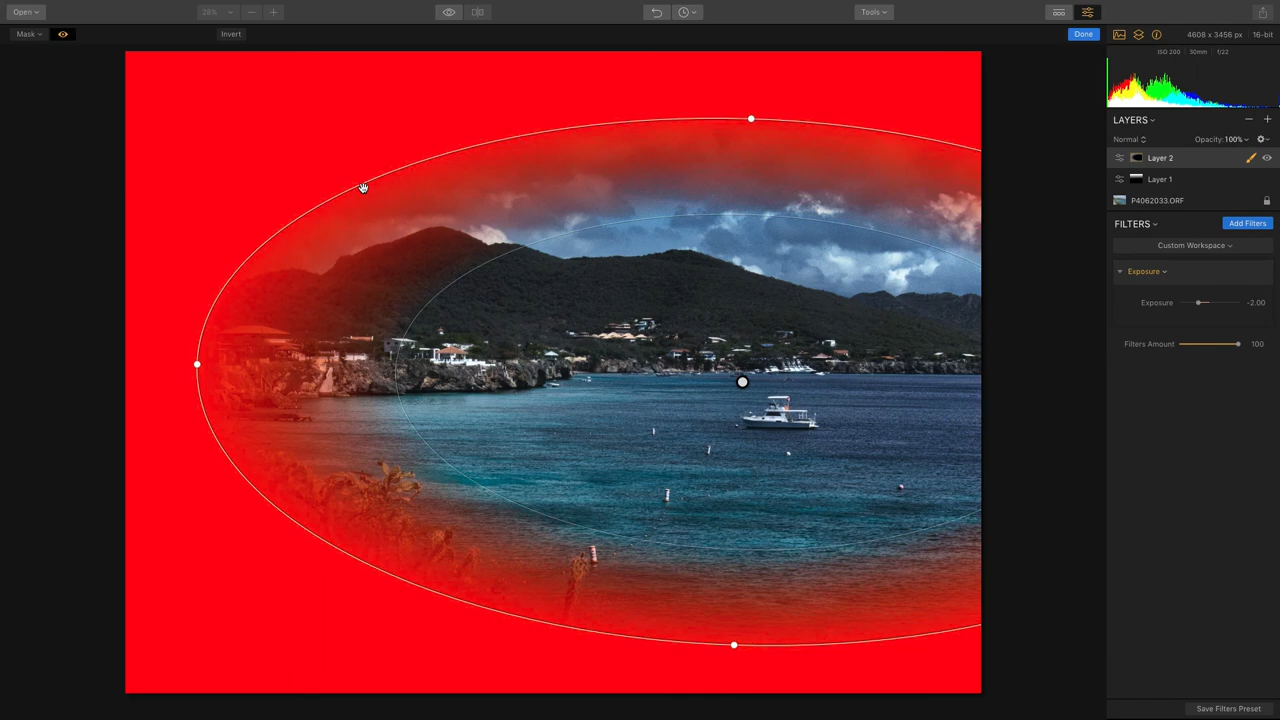 Open
28%
Tools
Mask
Invert
Done
4608 x 3456 px
16-bit
ISO 200
30mm
f/22
LAYERS
Normal
Opacity: 100%
Layer 2
Layer 1
P4062033.ORF
FILTERS
Add Filters
Custom Workspace
Exposure
Exposure
-2.00
Filters Amount
100
Save Filters Preset